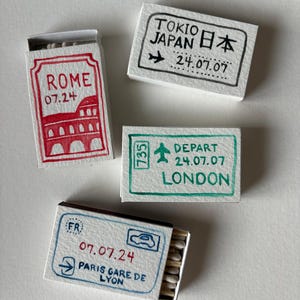 ROME
07.24
TOKIO
JAPAN 日本
24.07.07
735
DEPART
24.07.07
LONDON
FR
07.07.24
PARIS GARE DE
LYON